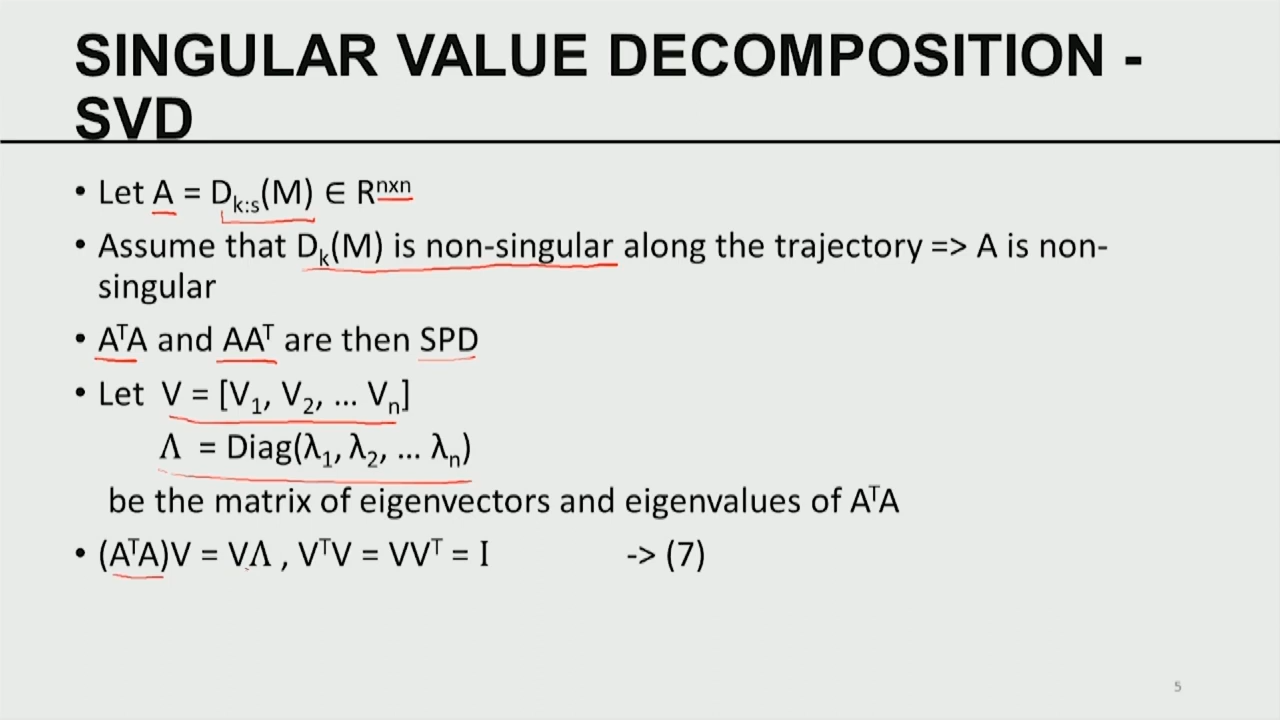 SINGULAR VALUE DECOMPOSITION -
SVD
• Let A = Dk:s(M) ∈ Rnxn
• Assume that Dk(M) is non-singular along the trajectory => A is non-
singular
• AᵀA and AAᵀ are then SPD
• Let V = [V₁, V₂, ... Vₙ]
Λ = Diag(λ₁, λ₂, ... λₙ)
be the matrix of eigenvectors and eigenvalues of AᵀA
• (AᵀA)V = VΛ , VᵀV = VVᵀ = I -> (7)
5